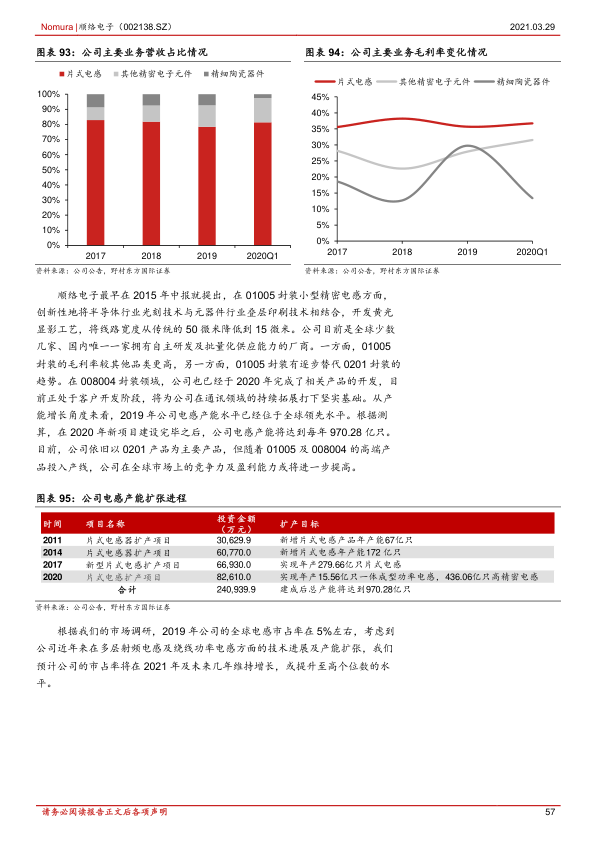 Nomura | 顺络电子（002138.SZ）
2021.03.29
图表 93：公司主要业务营收占比情况
片式电感 其他精密电子元件 精细陶瓷器件
100%
90%
80%
70%
60%
50%
40%
30%
20%
10%
0%
2017 2018 2019 2020Q1
资料来源：公司公告，野村东方国际证券
图表 94：公司主要业务毛利率变化情况
片式电感 其他精密电子元件 精细陶瓷器件
45%
40%
35%
30%
25%
20%
15%
10%
5%
0%
2017 2018 2019 2020Q1
资料来源：公司公告，野村东方国际证券
顺络电子最早在 2015 年中报就提出，在 01005 封装小型精密电感方面，
创新性地将半导体行业光刻技术与元器件行业叠层印刷技术相结合，开发黄光
显影工艺，将线路宽度从传统的 50 微米降低到 15 微米。公司目前是全球少数
几家、国内唯一一家拥有自主研发及批量化供应能力的厂商。一方面，01005
封装的毛利率较其他品类更高，另一方面，01005 封装有逐步替代 0201 封装的
趋势。在 008004 封装领域，公司也已经于 2020 年完成了相关产品的开发，目
前正处于客户开发阶段，将为公司在通讯领域的持续拓展打下坚实基础。从产
能增长角度来看，2019 年公司电感产能水平已经位于全球领先水平。根据测
算，在 2020 年新项目建设完毕之后，公司电感产能将达到每年 970.28 亿只。
目前，公司依旧以 0201 产品为主要产品，但随着 01005 及 008004 的高端产
品投入产线，公司在全球市场上的竞争力及盈利能力或将进一步提高。
图表 95：公司电感产能扩张进程
时间 项目名称 投资金额（万元） 扩产目标
2011 片式电感器扩产项目 30,629.9 新增片式电感产品年产能67亿只
2014 片式电感器扩产项目 60,770.0 新增片式电感年产能172 亿只
2017 新型片式电感扩产项目 66,930.0 实现年产279.66亿只片式电感
2020 片式电感扩产项目 82,610.0 实现年产15.56亿只一体成型功率电感，436.06亿只高精密电感
合计 240,939.9 建成后总产能将达到970.28亿只
资料来源：公司公告，野村东方国际证券
根据我们的市场调研，2019 年公司的全球电感市占率在 5%左右，考虑到
公司近年来在多层射频电感及绕线功率电感方面的技术进展及产能扩张，我们
预计公司的市占率将在 2021 年及未来几年维持增长，或提升至高个位数的水
平。
请务必阅读报告正文后各项声明
57